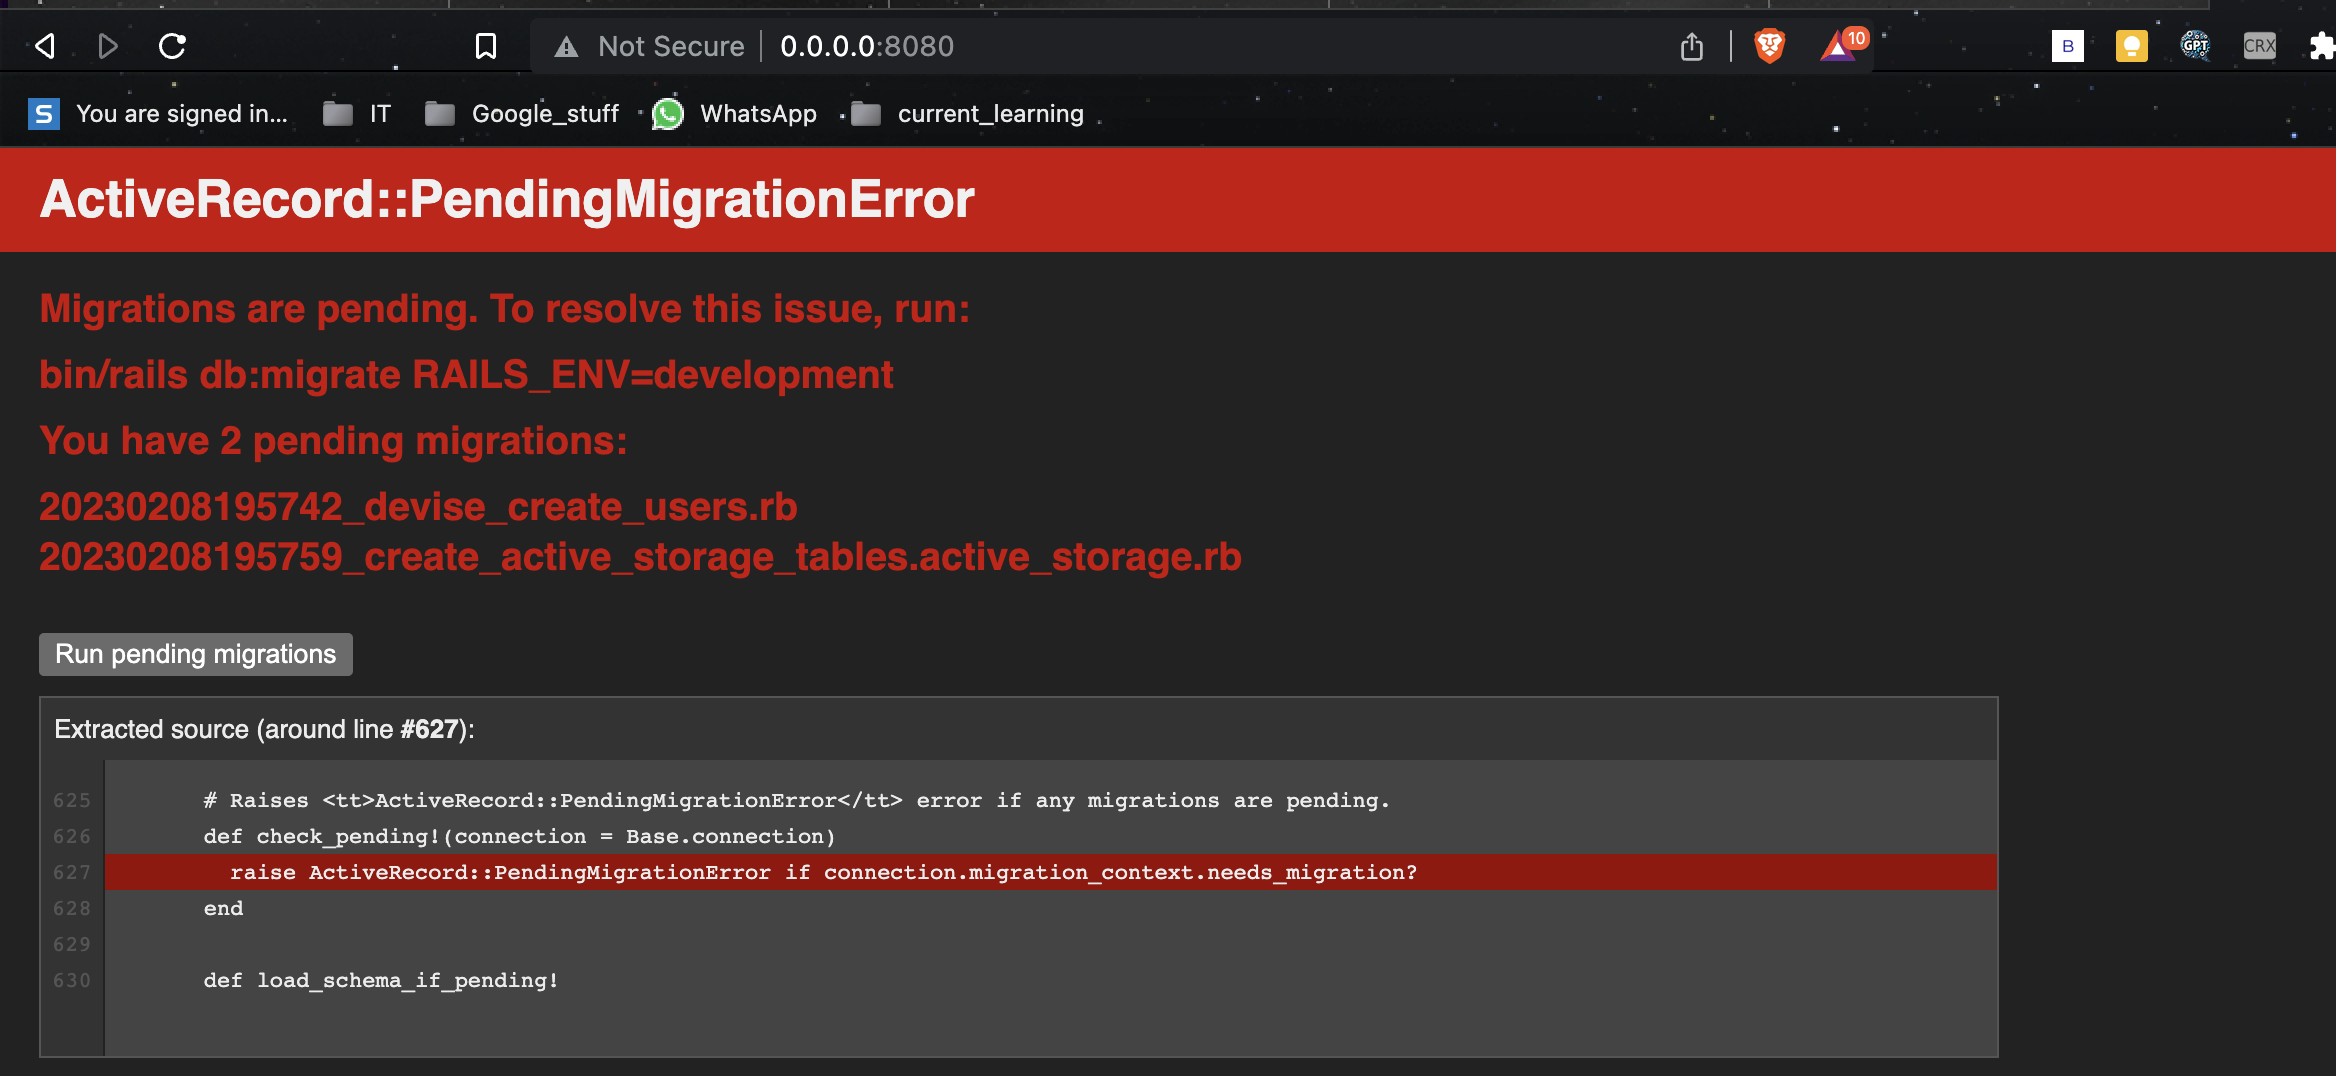 Not Secure 0.0.0.0:8080
10
B
GPT
CRX
S You are signed in... IT Google_stuff WhatsApp current_learning
ActiveRecord::PendingMigrationError
Migrations are pending. To resolve this issue, run:
bin/rails db:migrate RAILS_ENV=development
You have 2 pending migrations:
20230208195742_devise_create_users.rb
20230208195759_create_active_storage_tables.active_storage.rb
Run pending migrations
Extracted source (around line #627):
625 # Raises <tt>ActiveRecord::PendingMigrationError</tt> error if any migrations are pending.
626 def check_pending!(connection = Base.connection)
627 raise ActiveRecord::PendingMigrationError if connection.migration_context.needs_migration?
628 end
629
630 def load_schema_if_pending!